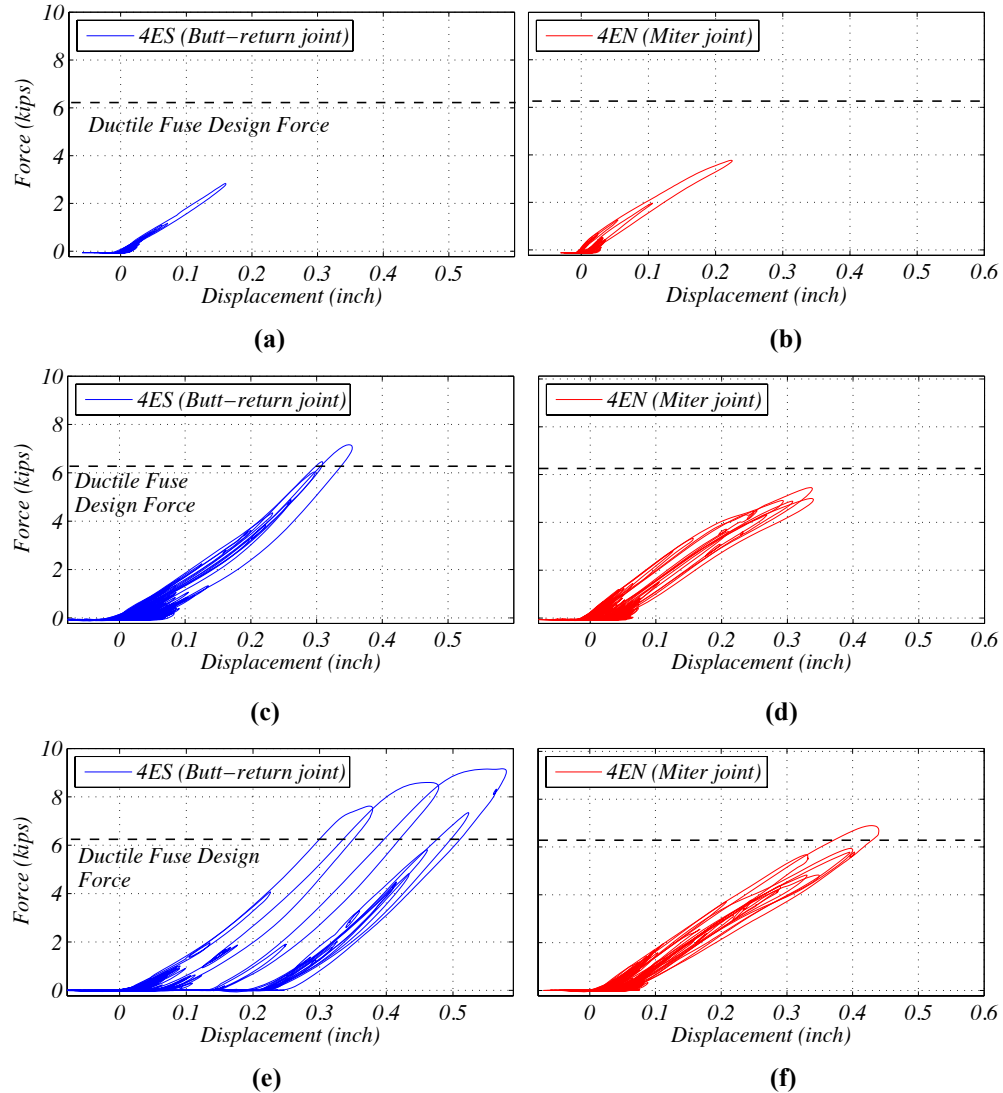 10
8
6
4
2
0
Force (kips)
4ES (Butt-return joint)
Ductile Fuse Design Force
0 0.1 0.2 0.3 0.4 0.5
Displacement (inch)
(a)
4EN (Miter joint)
0 0.1 0.2 0.3 0.4 0.5 0.6
Displacement (inch)
(b)
10
8
6
4
2
0
Force (kips)
4ES (Butt-return joint)
Ductile Fuse
Design Force
0 0.1 0.2 0.3 0.4 0.5
Displacement (inch)
(c)
4EN (Miter joint)
0 0.1 0.2 0.3 0.4 0.5 0.6
Displacement (inch)
(d)
10
8
6
4
2
0
Force (kips)
4ES (Butt-return joint)
Ductile Fuse Design
Force
0 0.1 0.2 0.3 0.4 0.5
Displacement (inch)
(e)
4EN (Miter joint)
0 0.1 0.2 0.3 0.4 0.5 0.6
Displacement (inch)
(f)